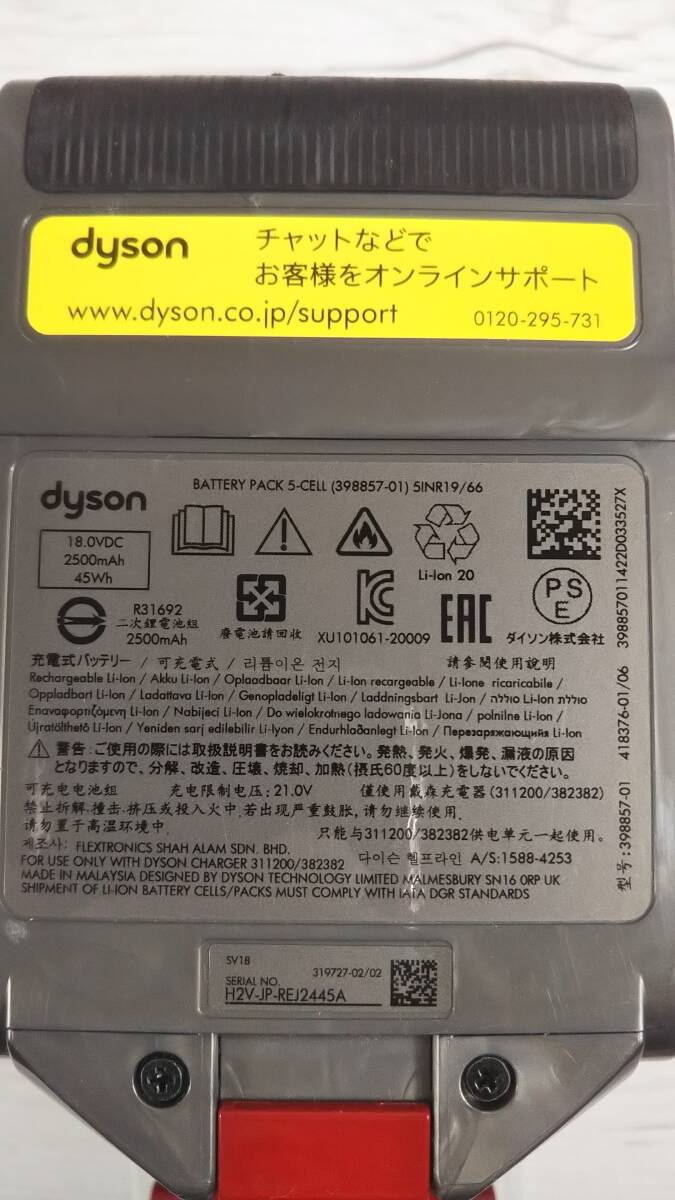 dyson
チャットなどで
お客様をオンラインサポート
www.dyson.co.jp/support
0120-295-731
dyson
BATTERY PACK 5-CELL (398857-01) 5INR19/66
18.0VDC
2500mAh
45Wh
Li-Ion 20
R31692
二次鋰電池組
2500mAh
廢電池請回收
XU101061-20009
EAC
PS
E
ダイソン株式会社
充電式バッテリー / 可充電式 / 리튬이온 전지
請參閱使用說明
Rechargeable Li-Ion / Akku Li-Ion / Oplaadbaar Li-Ion / Li-Ion recargeable / Li-Ione ricaricabile /
Oppladbart Li-Ion / Ladattava Li-Ion / Genopladeligt Li-Ion / Laddningsbart Li-Jon / סוללה Li-Ion סוללת
Επαναφορτιζόμενη Li-Ion / Nabijecí Li-Ion / Do wielokrotnego ladowania Li-Jona / polnilne Li-Ion /
Újratölthető Li-Ion / Yeniden sarj edilebilir Li-Iyon / Endurhlaðanlegt Li-Ion / Перезаряжающийся Li-Ion
警告: ご使用の際には取扱説明書をお読みください。発熱、発火、爆発、漏液の原因
となりますので、分解、改造、圧壊、焼却、加熱(摂氏60度以上)をしないでください。
可充电电池组 充电限制电压: 21.0V 僅使用戴森充電器 (311200/382382)
禁止拆解、撞击、挤压或投入火中. 若出现严重鼓胀, 请勿继续使用.
请勿置于高温环境中. 只能与311200/382382供电单元一起使用。
제조사: FLEXTRONICS SHAH ALAM SDN. BHD.
FOR USE ONLY WITH DYSON CHARGER 311200/382382 다이슨 헬프라인 A/S:1588-4253
MADE IN MALAYSIA DESIGNED BY DYSON TECHNOLOGY LIMITED MALMESBURY SN16 0RP UK
SHIPMENT OF LI-ION BATTERY CELLS/PACKS MUST COMPLY WITH IATA DGR STANDARDS
型号: 398857-01 418376-01/06 398857011422D033527X
SV18
319727-02/02
SERIAL NO.
H2V-JP-REJ2445A